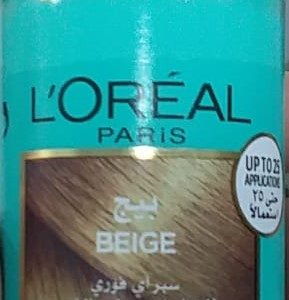 L'ORÉAL
PARIS
UP TO 25
APPLICATIONS
حتى ٢٥
استعمالاً
بيج
BEIGE
سبراي فوري